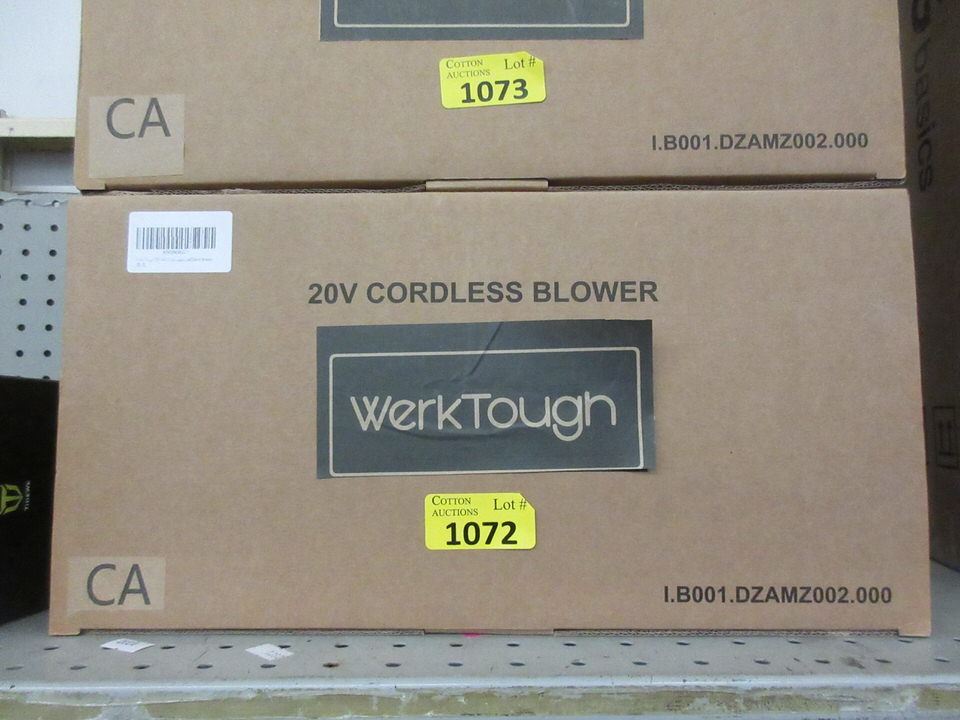 COTTON AUCTIONS Lot #
1073
CA
I.B001.DZAMZ002.000
basics
20V CORDLESS BLOWER
WerkTough
COTTON AUCTIONS Lot #
1072
CA
I.B001.DZAMZ002.000